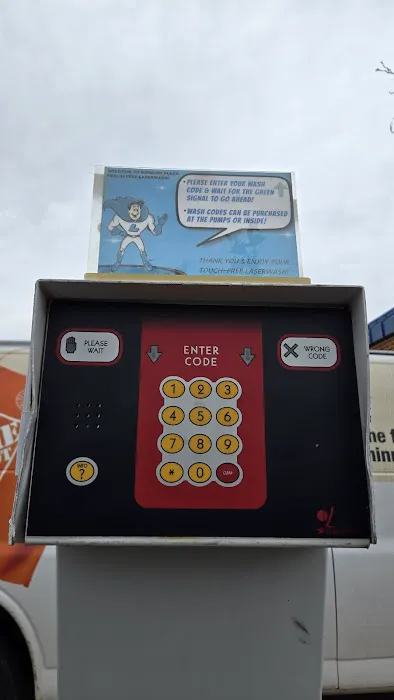 • PLEASE ENTER YOUR WASH
CODE & WAIT FOR THE GREEN
SIGNAL TO GO AHEAD!
• WASH CODES CAN BE PURCHASED
AT THE PUMPS OR INSIDE!
THANK YOU & ENJOY YOUR
TOUCH-FREE LASERWASH!
L
PLEASE
WAIT
ENTER
CODE
WRONG
CODE
1 2 3
4 5 6
7 8 9
* 0 CLEAR
INFO
?